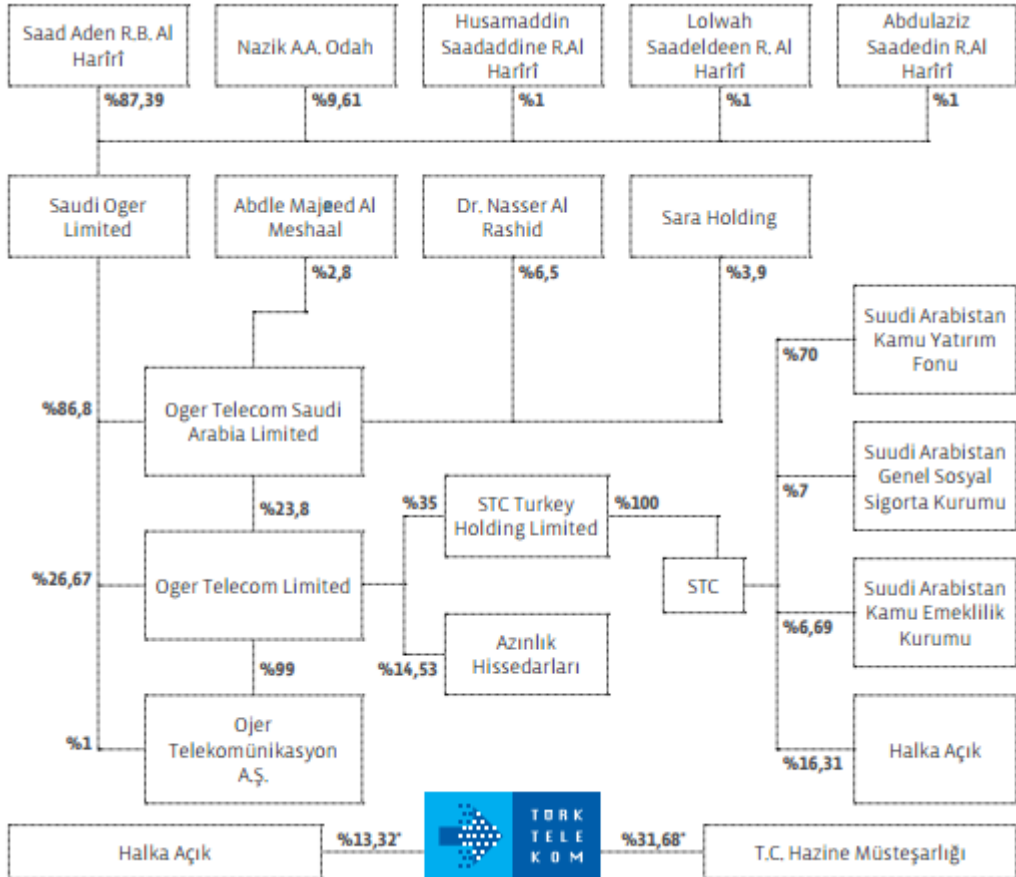 Saad Aden R.B. Al
Harîrî
Nazik A.A. Odah
Husamaddin
Saadaddine R.Al
Harîrî
Lolwah
Saadeldeen R. Al
Harîrî
Abdulaziz
Saadedin R.Al
Harîrî
%87,39
%9,61
%1
%1
%1
Saudi Oger
Limited
Abdle Majeed Al
Meshaal
Dr. Nasser Al
Rashid
Sara Holding
%2,8
%6,5
%3,9
Suudi Arabistan
Kamu Yatırım
Fonu
%70
%86,8
Oger Telecom Saudi
Arabia Limited
Suudi Arabistan
Genel Sosyal
Sigorta Kurumu
%7
%23,8
%35
STC Turkey
Holding Limited
%100
%26,67
Oger Telecom Limited
STC
Suudi Arabistan
Kamu Emeklilik
Kurumu
%6,69
%99
%14,53
Azınlık
Hissedarları
%1
Ojer
Telekomünikasyon
A.Ş.
Halka Açık
%16,31
Halka Açık
%13,32*
TÜRK
TELE
KOM
%31,68*
T.C. Hazine Müsteşarlığı